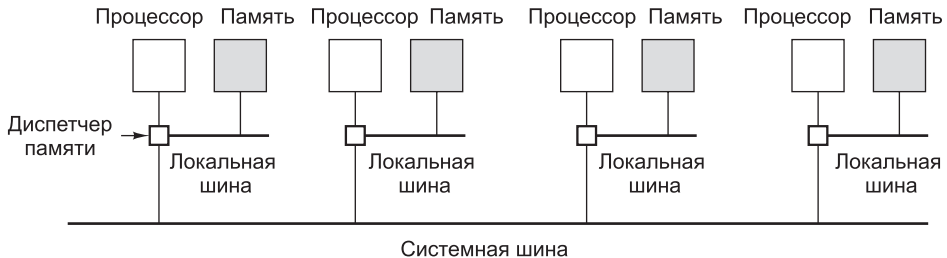 Процессор Память Процессор Память Процессор Память Процессор Память
Диспетчер
памяти
Локальная
шина
Локальная
шина
Локальная
шина
Локальная
шина
Системная шина